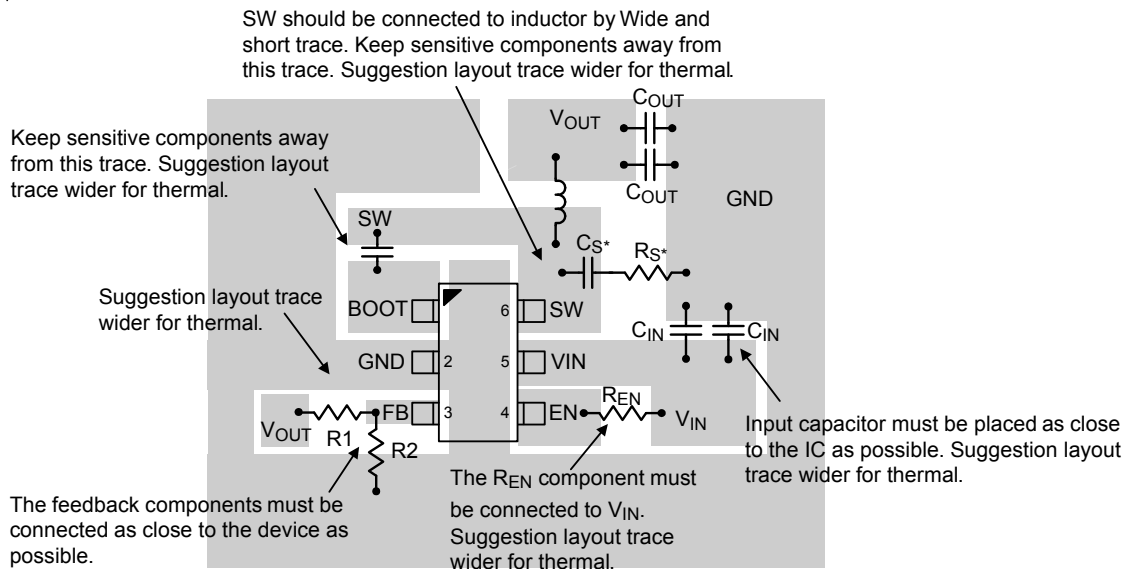 SW should be connected to inductor by Wide and
short trace. Keep sensitive components away from
this trace. Suggestion layout trace wider for thermal.
Keep sensitive components away
from this trace. Suggestion layout
trace wider for thermal.
COUT
VOUT
COUT
GND
SW
CS*
RS*
Suggestion layout trace
wider for thermal.
BOOT
6
SW
CIN
CIN
GND
2
5
VIN
REN
FB
3
4
EN
VIN
VOUT
R1
R2
Input capacitor must be placed as close
to the IC as possible. Suggestion layout
trace wider for thermal.
The feedback components must be
connected as close to the device as
possible.
The REN component must
be connected to VIN.
Suggestion layout trace
wider for thermal.